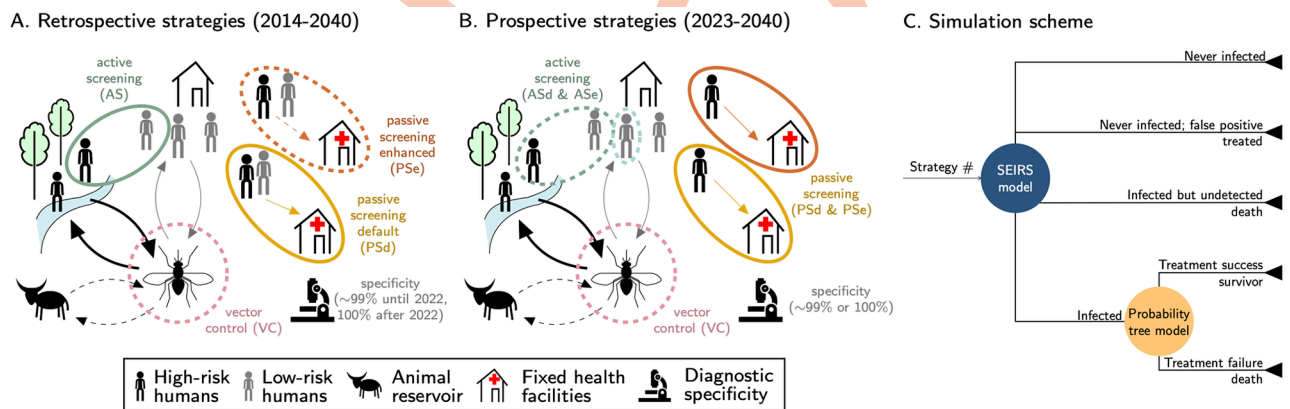 A. Retrospective strategies (2014-2040)
active
screening
(AS)
passive
screening
enhanced
(PSe)
passive
screening
default
(PSd)
specificity
(~99% until 2022,
100% after 2022)
vector
control (VC)
B. Prospective strategies (2023-2040)
active
screening
(ASd & ASe)
passive
screening
(PSd & PSe)
specificity
(~99% or 100%)
vector
control (VC)
C. Simulation scheme
Never infected
Never infected; false positive
treated
Strategy #
SEIRS
model
Infected but undetected
death
Treatment success
survivor
Infected
Probability
tree model
Treatment failure
death
High-risk
humans
Low-risk
humans
Animal
reservoir
Fixed health
facilities
Diagnostic
specificity